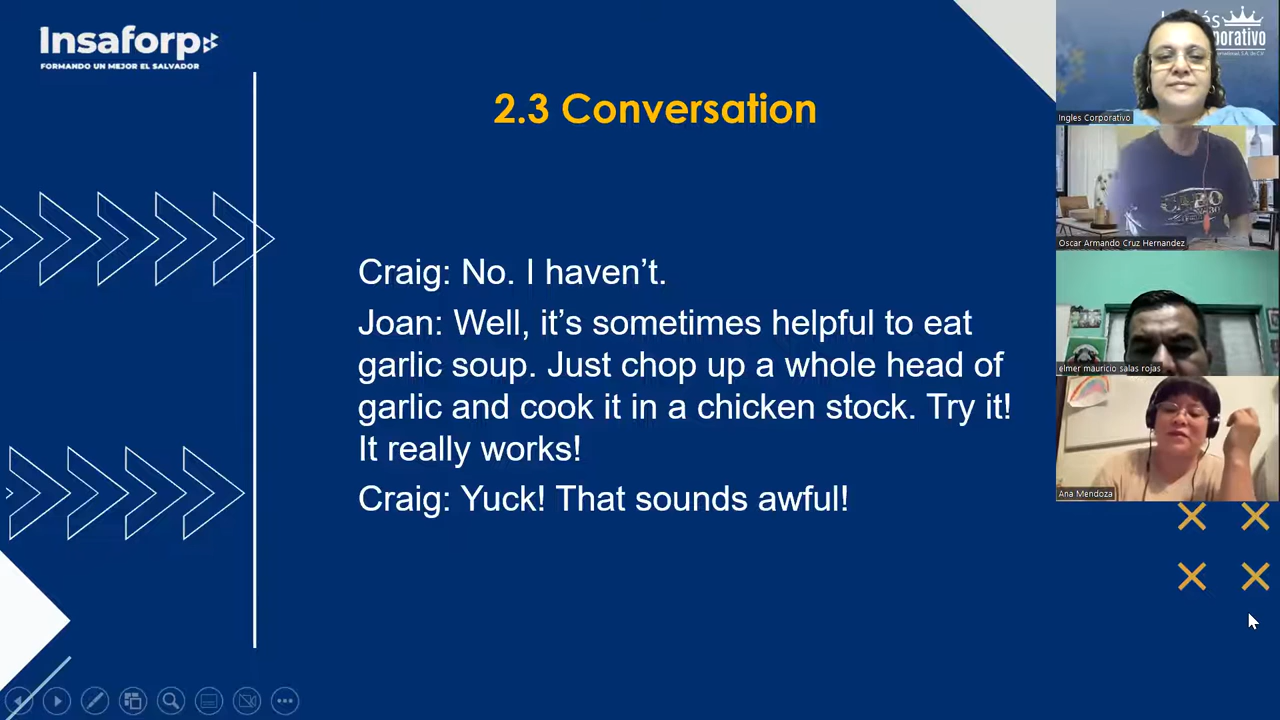 Insaforp
FORMANDO UN MEJOR EL SALVADOR
2.3 Conversation
Craig: No. I haven’t.
Joan: Well, it’s sometimes helpful to eat
garlic soup. Just chop up a whole head of
garlic and cook it in a chicken stock. Try it!
It really works!
Craig: Yuck! That sounds awful!
Ingles Corporativo
Oscar Armando Cruz Hernandez
elmer mauricio salas rojas
Ana Mendoza